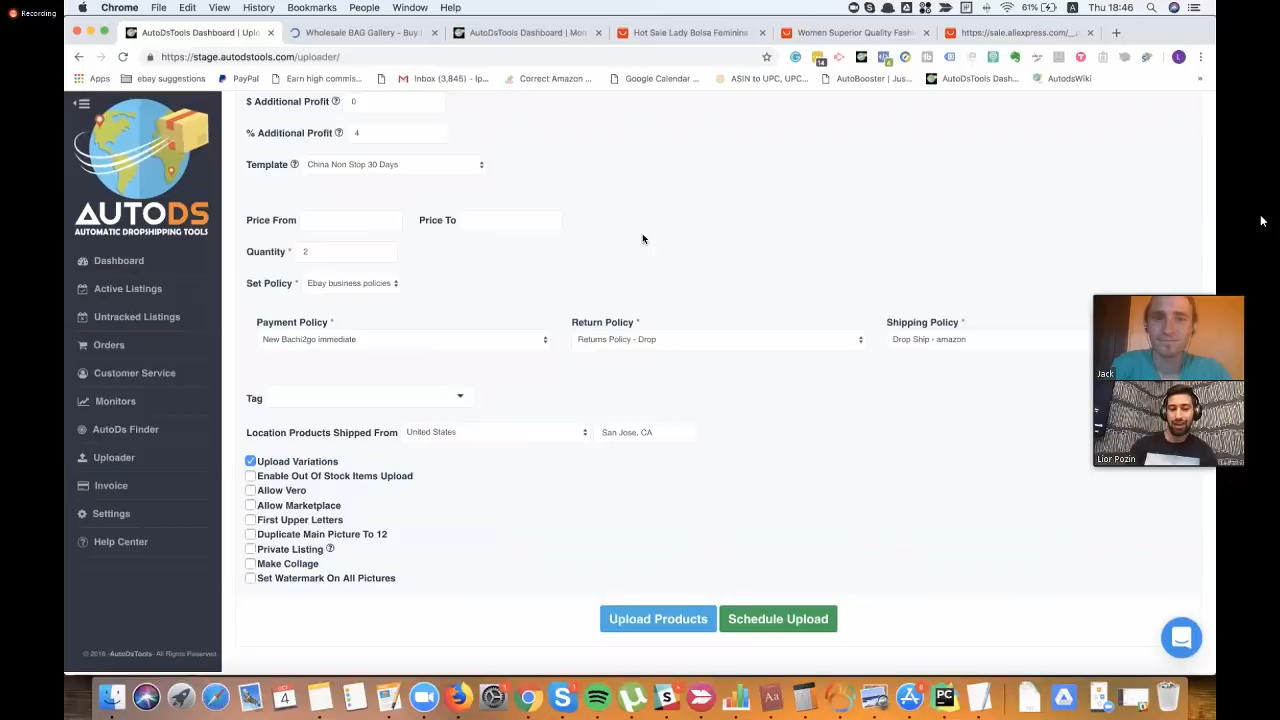 Recording
Chrome File Edit View History Bookmarks People Window Help
61% Thu 18:46
AutoDsTools Dashboard | Uplo
Wholesale BAG Gallery - Buy
AutoDsTools Dashboard | Mon
Hot Sale Lady Bolsa Feminina
Women Superior Quality Fash
https://sale.aliexpress.com/__p
https://stage.autodstools.com/uploader/
14
Apps ebay suggestions PayPal Earn high commis... Inbox (3,845) - lp... Correct Amazon ... Google Calendar ... ASIN to UPC, UPC... AutoBooster | Jus... AutoDsTools Dash... AutodsWiki »
AUTODS
AUTOMATIC DROPSHIPPING TOOLS
Dashboard
Active Listings
Untracked Listings
Orders
Customer Service
Monitors
AutoDs Finder
Uploader
Invoice
Settings
Help Center
© 2018 -AutoDsTools- All Rights Reserved
$ Additional Profit 0
% Additional Profit 4
Template China Non Stop 30 Days
Price From Price To
Quantity * 2
Set Policy * Ebay business policies
Payment Policy * Return Policy * Shipping Policy *
New Bachi2go immediate Returns Policy - Drop Drop Ship - amazon
Tag
Location Products Shipped From United States San Jose, CA
Upload Variations
Enable Out Of Stock Items Upload
Allow Vero
Allow Marketplace
First Upper Letters
Duplicate Main Picture To 12
Private Listing
Make Collage
Set Watermark On All Pictures
Upload Products Schedule Upload
Jack
Lior Pozin